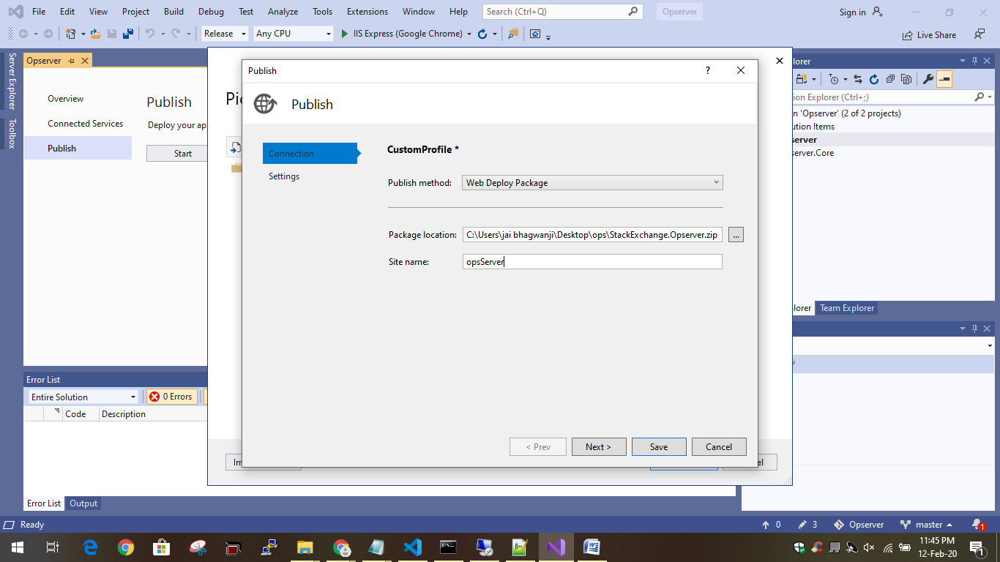 File Edit View Project Build Debug Test Analyze Tools Extensions Window Help Search (Ctrl+Q) Opserver Sign in
Release Any CPU IIS Express (Google Chrome) Live Share
Server Explorer
Toolbox
Opserver
Overview
Connected Services
Publish
Publish
Deploy your ap
Start
Pic
Publish
?
Publish
Connection
Settings
CustomProfile *
Publish method: Web Deploy Package
Package location: C:\Users\jai bhagwanji\Desktop\ops\StackExchange.Opserver.zip ...
Site name: opsServer
< Prev Next > Save Cancel
Im
el
lorer
ion Explorer (Ctrl+;)
n 'Opserver' (2 of 2 projects)
ution Items
server
server.Core
lorer Team Explorer
Error List
Entire Solution 0 Errors
Code Description
Error List Output
Ready 0 3 Opserver master 1
11:45 PM
12-Feb-20
1